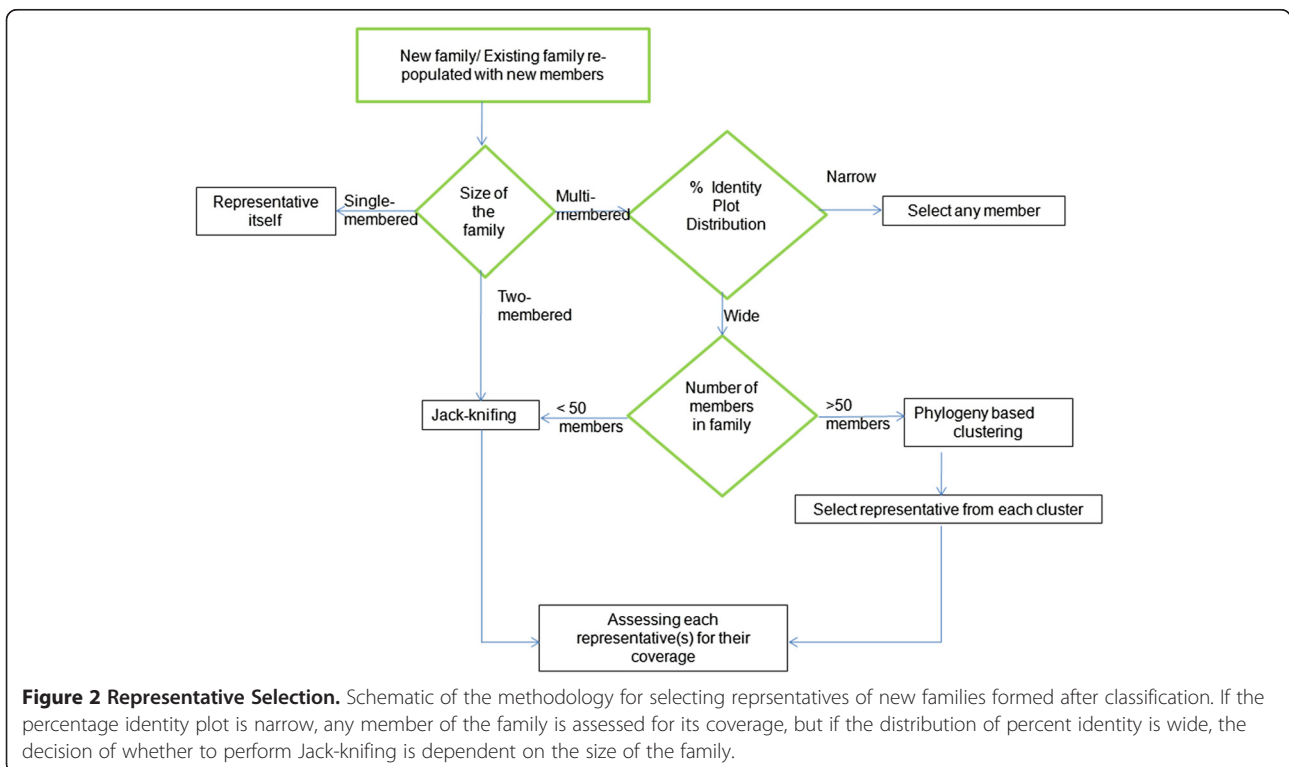 New family/ Existing family re-
populated with new members
Size of
the
family
Single-
membered
Representative
itself
Multi-
membered
% Identity
Plot
Distribution
Narrow
Select any member
Two-
membered
Wide
Number of
members
in family
< 50
members
Jack-knifing
>50
members
Phylogeny based
clustering
Select representative from each cluster
Assessing each
representative(s) for their
coverage
Figure 2 Representative Selection. Schematic of the methodology for selecting reprsentatives of new families formed after classification. If the
percentage identity plot is narrow, any member of the family is assessed for its coverage, but if the distribution of percent identity is wide, the
decision of whether to perform Jack-knifing is dependent on the size of the family.